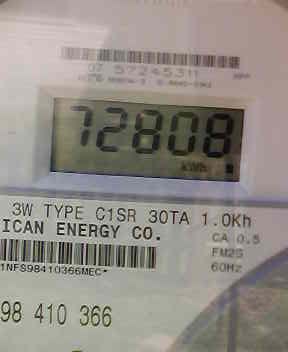 07 57245311
72808
kWh
3W TYPE C1SR 30TA 1.0Kh
ICAN ENERGY CO.
CA 0.5
FM2S
60Hz
1NFS98410366MEC*
98 410 366